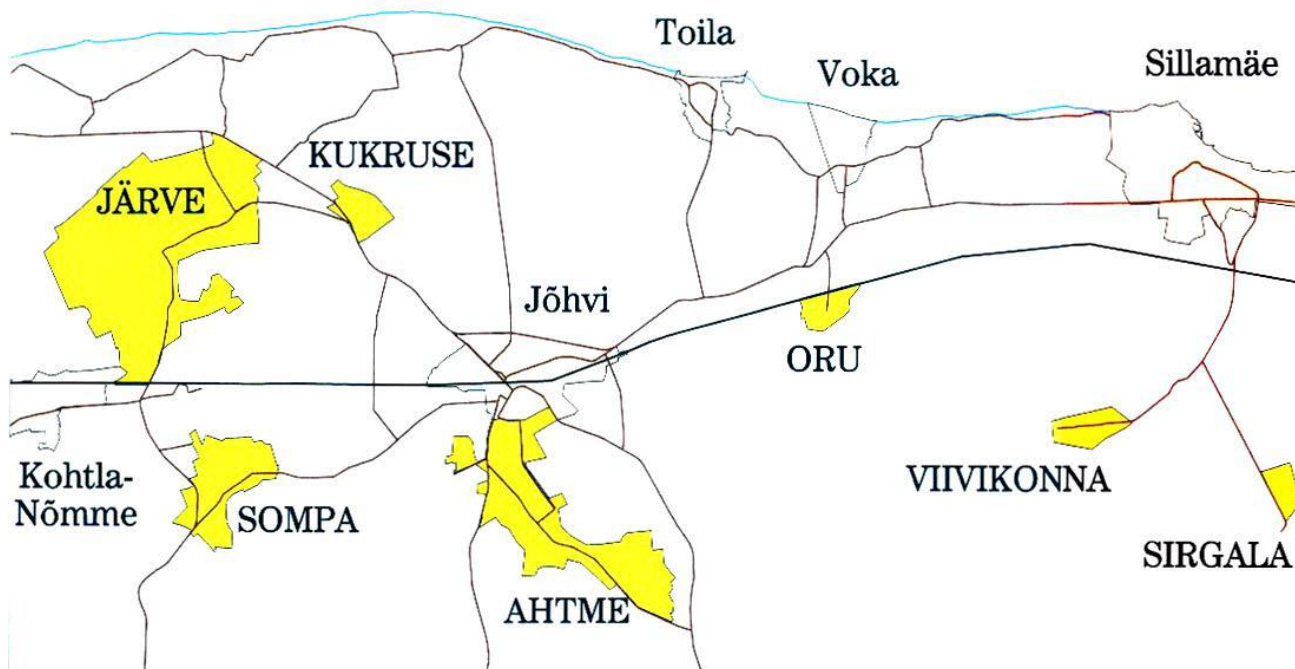 Toila
Voka
Sillamäe
KUKRUSE
JÄRVE
Jõhvi
ORU
Kohtla-
Nõmme
SOMPA
VIIVIKONNA
SIRGALA
AHTME